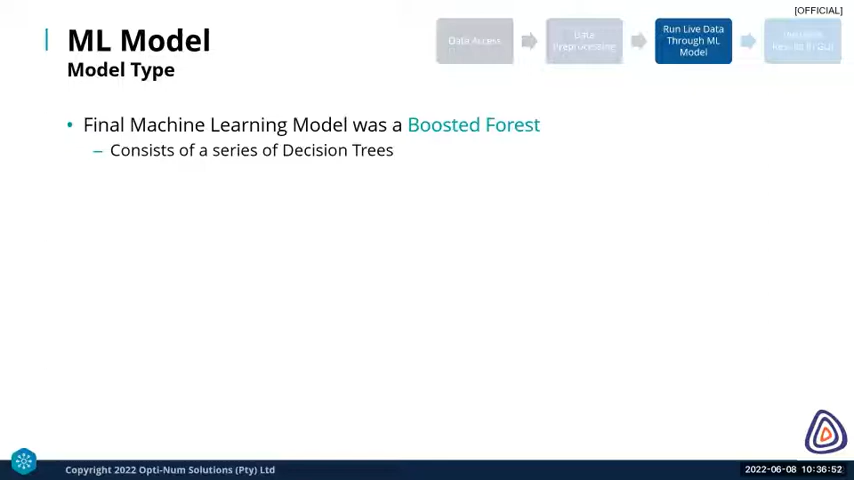 [OFFICIAL]
ML Model
Model Type
Data Access
Data
Preprocessing
Run Live Data
Through ML
Model
• Final Machine Learning Model was a Boosted Forest
– Consists of a series of Decision Trees
Copyright 2022 Opti-Num Solutions (Pty) Ltd
2022-06-08 10:36:52